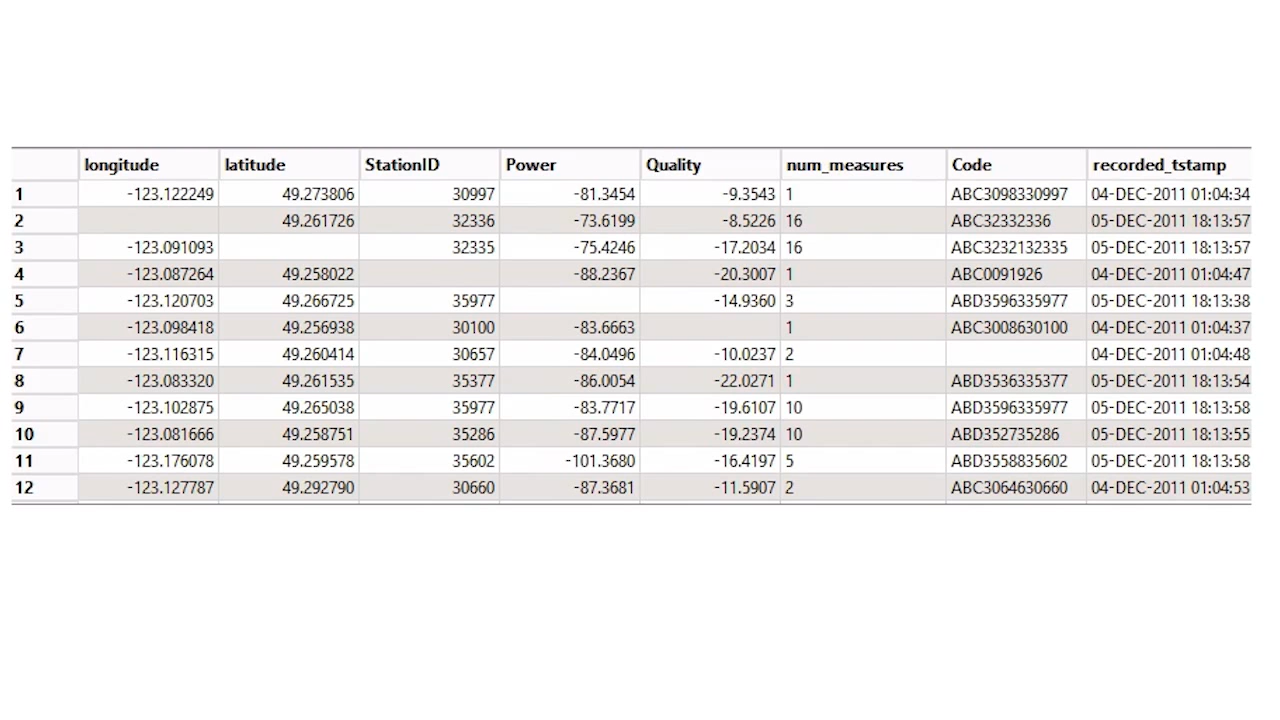 longitude latitude StationID Power Quality num_measures Code recorded_tstamp
1 -123.122249 49.273806 30997 -81.3454 -9.3543 1 ABC3098330997 04-DEC-2011 01:04:34
2 49.261726 32336 -73.6199 -8.5226 16 ABC32332336 05-DEC-2011 18:13:57
3 -123.091093 32335 -75.4246 -17.2034 16 ABC3232132335 05-DEC-2011 18:13:57
4 -123.087264 49.258022 -88.2367 -20.3007 1 ABC0091926 04-DEC-2011 01:04:47
5 -123.120703 49.266725 35977 -14.9360 3 ABD3596335977 05-DEC-2011 18:13:38
6 -123.098418 49.256938 30100 -83.6663 1 ABC3008630100 04-DEC-2011 01:04:37
7 -123.116315 49.260414 30657 -84.0496 -10.0237 2 04-DEC-2011 01:04:48
8 -123.083320 49.261535 35377 -86.0054 -22.0271 1 ABD3536335377 05-DEC-2011 18:13:54
9 -123.102875 49.265038 35977 -83.7717 -19.6107 10 ABD3596335977 05-DEC-2011 18:13:58
10 -123.081666 49.258751 35286 -87.5977 -19.2374 10 ABD352735286 05-DEC-2011 18:13:55
11 -123.176078 49.259578 35602 -101.3680 -16.4197 5 ABD3558835602 05-DEC-2011 18:13:58
12 -123.127787 49.292790 30660 -87.3681 -11.5907 2 ABC3064630660 04-DEC-2011 01:04:53